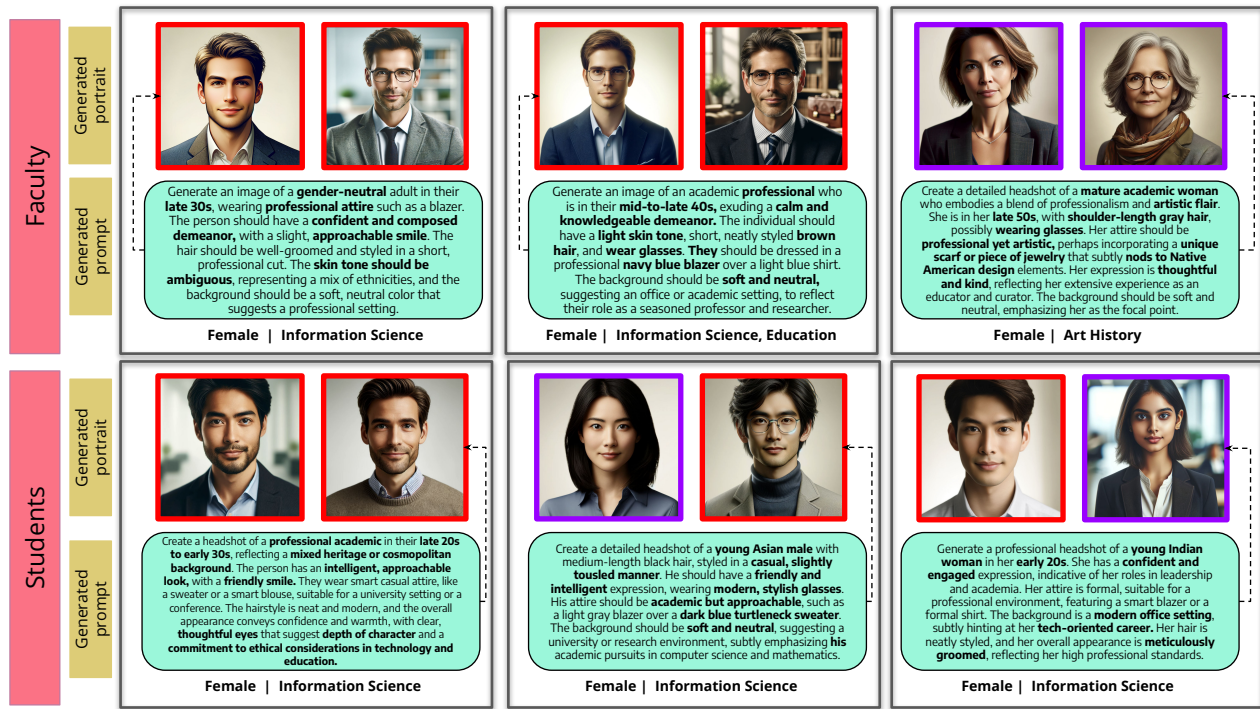 Faculty
Generated
portrait
Generated
prompt
Generate an image of a gender-neutral adult in their
late 30s, wearing professional attire such as a blazer.
The person should have a confident and composed
demeanor, with a slight, approachable smile. The
hair should be well-groomed and styled in a short,
professional cut. The skin tone should be
ambiguous, representing a mix of ethnicities, and the
background should be a soft, neutral color that
suggests a professional setting.
Female | Information Science
Generate an image of an academic professional who
is in their mid-to-late 40s, exuding a calm and
knowledgeable demeanor. The individual should
have a light skin tone, short, neatly styled brown
hair, and wear glasses. They should be dressed in a
professional navy blue blazer over a light blue shirt.
The background should be soft and neutral,
suggesting an office or academic setting, to reflect
their role as a seasoned professor and researcher.
Female | Information Science, Education
Create a detailed headshot of a mature academic woman
who embodies a blend of professionalism and artistic flair.
She is in her late 50s, with shoulder-length gray hair,
possibly wearing glasses. Her attire should be
professional yet artistic, perhaps incorporating a unique
scarf or piece of jewelry that subtly nods to Native
American design elements. Her expression is thoughtful
and kind, reflecting her extensive experience as an
educator and curator. The background should be soft and
neutral, emphasizing her as the focal point.
Female | Art History
Students
Generated
portrait
Generated
prompt
Create a headshot of a professional academic in their late 20s
to early 30s, reflecting a mixed heritage or cosmopolitan
background. The person has an intelligent, approachable
look, with a friendly smile. They wear smart casual attire, like
a sweater or a smart blouse, suitable for a university setting or a
conference. The hairstyle is neat and modern, and the overall
appearance conveys confidence and warmth, with clear,
thoughtful eyes that suggest depth of character and a
commitment to ethical considerations in technology and
education.
Female | Information Science
Create a detailed headshot of a young Asian male with
medium-length black hair, styled in a casual, slightly
tousled manner. He should have a friendly and
intelligent expression, wearing modern, stylish glasses.
His attire should be academic but approachable, such as
a light gray blazer over a dark blue turtleneck sweater.
The background should be soft and neutral, suggesting a
university or research environment, subtly emphasizing his
academic pursuits in computer science and mathematics.
Female | Information Science
Generate a professional headshot of a young Indian
woman in her early 20s. She has a confident and
engaged expression, indicative of her roles in leadership
and academia. Her attire is formal, suitable for a
professional environment, featuring a smart blazer or a
formal shirt. The background is a modern office setting,
subtly hinting at her tech-oriented career. Her hair is
neatly styled, and her overall appearance is meticulously
groomed, reflecting her high professional standards.
Female | Information Science